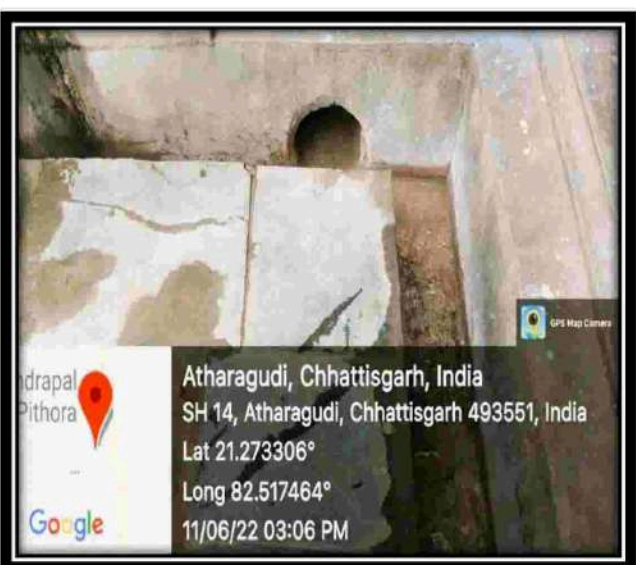 GPS Map Camera
ndrapal
Pithora
Google
Atharagudi, Chhattisgarh, India
SH 14, Atharagudi, Chhattisgarh 493551, India
Lat 21.273306°
Long 82.517464°
11/06/22 03:06 PM